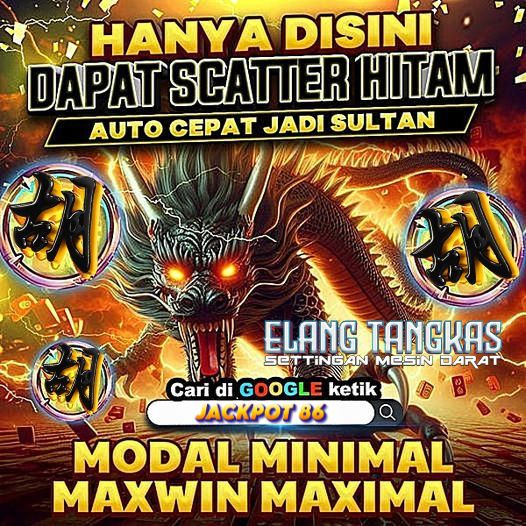 HANYA DISINI
DAPAT SCATTER HITAM
AUTO CEPAT JADI SULTAN
胡
胡
ELANG TANGKAS
SETTINGAN MESIN DARAT
胡
Cari di GOOGLE ketik
JACKPOT 86
MODAL MINIMAL
MAXWIN MAXIMAL